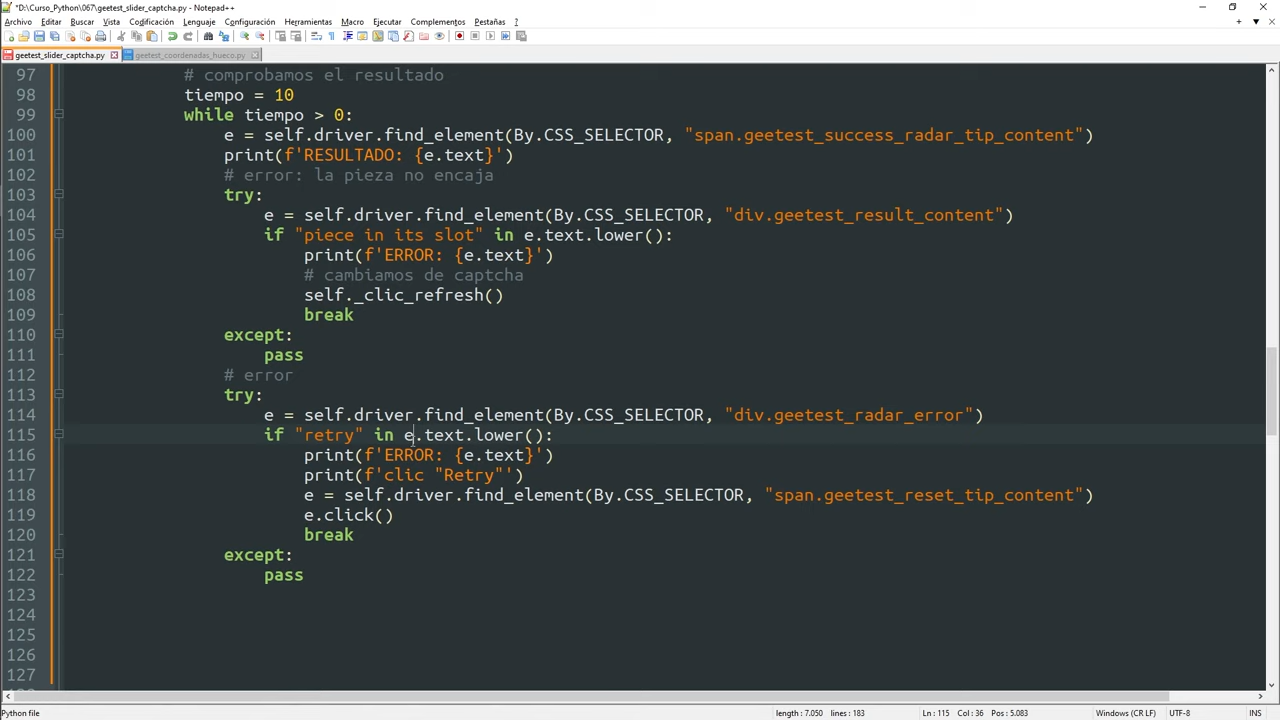 *D:\Curso_Python\067\geetest_slider_captcha.py - Notepad++
Archivo Editar Buscar Vista Codificación Lenguaje Configuración Herramientas Macro Ejecutar Complementos Pestañas ?
geetest_slider_captcha.py geetest_coordenadas_hueco.py
97 # comprobamos el resultado
98 tiempo = 10
99 while tiempo > 0:
100 e = self.driver.find_element(By.CSS_SELECTOR, "span.geetest_success_radar_tip_content")
101 print(f'RESULTADO: {e.text}')
102 # error: la pieza no encaja
103 try:
104 e = self.driver.find_element(By.CSS_SELECTOR, "div.geetest_result_content")
105 if "piece in its slot" in e.text.lower():
106 print(f'ERROR: {e.text}')
107 # cambiamos de captcha
108 self._clic_refresh()
109 break
110 except:
111 pass
112 # error
113 try:
114 e = self.driver.find_element(By.CSS_SELECTOR, "div.geetest_radar_error")
115 if "retry" in e.text.lower():
116 print(f'ERROR: {e.text}')
117 print(f'clic "Retry"')
118 e = self.driver.find_element(By.CSS_SELECTOR, "span.geetest_reset_tip_content")
119 e.click()
120 break
121 except:
122 pass
123
124
125
126
127
Python file length : 7.050 lines : 183 Ln : 115 Col : 36 Pos : 5.083 Windows (CR LF) UTF-8 INS